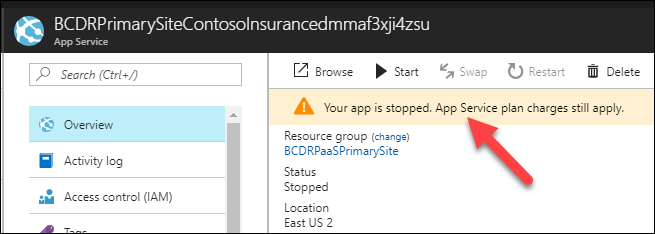 BCDRPrimarySiteContosoInsurancedmmaf3xji4zsu
App Service
Search (Ctrl+/)
Browse Start Swap Restart Delete
Your app is stopped. App Service plan charges still apply.
Overview
Activity log
Access control (IAM)
Tags
Resource group (change)
BCDRPaaSPrimarySite
Status
Stopped
Location
East US 2